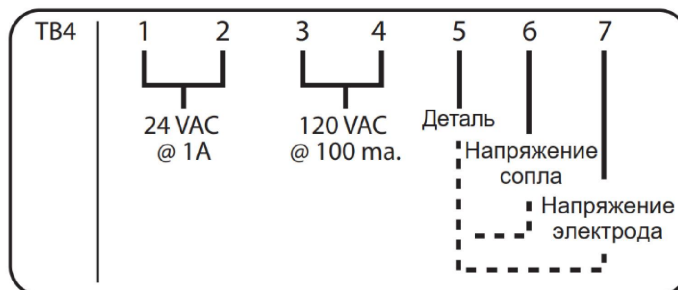 TB4 1 2 3 4 5 6 7
24 VAC
@ 1A
120 VAC
@ 100 ma.
Деталь
Напряжение
сопла
Напряжение
электрода